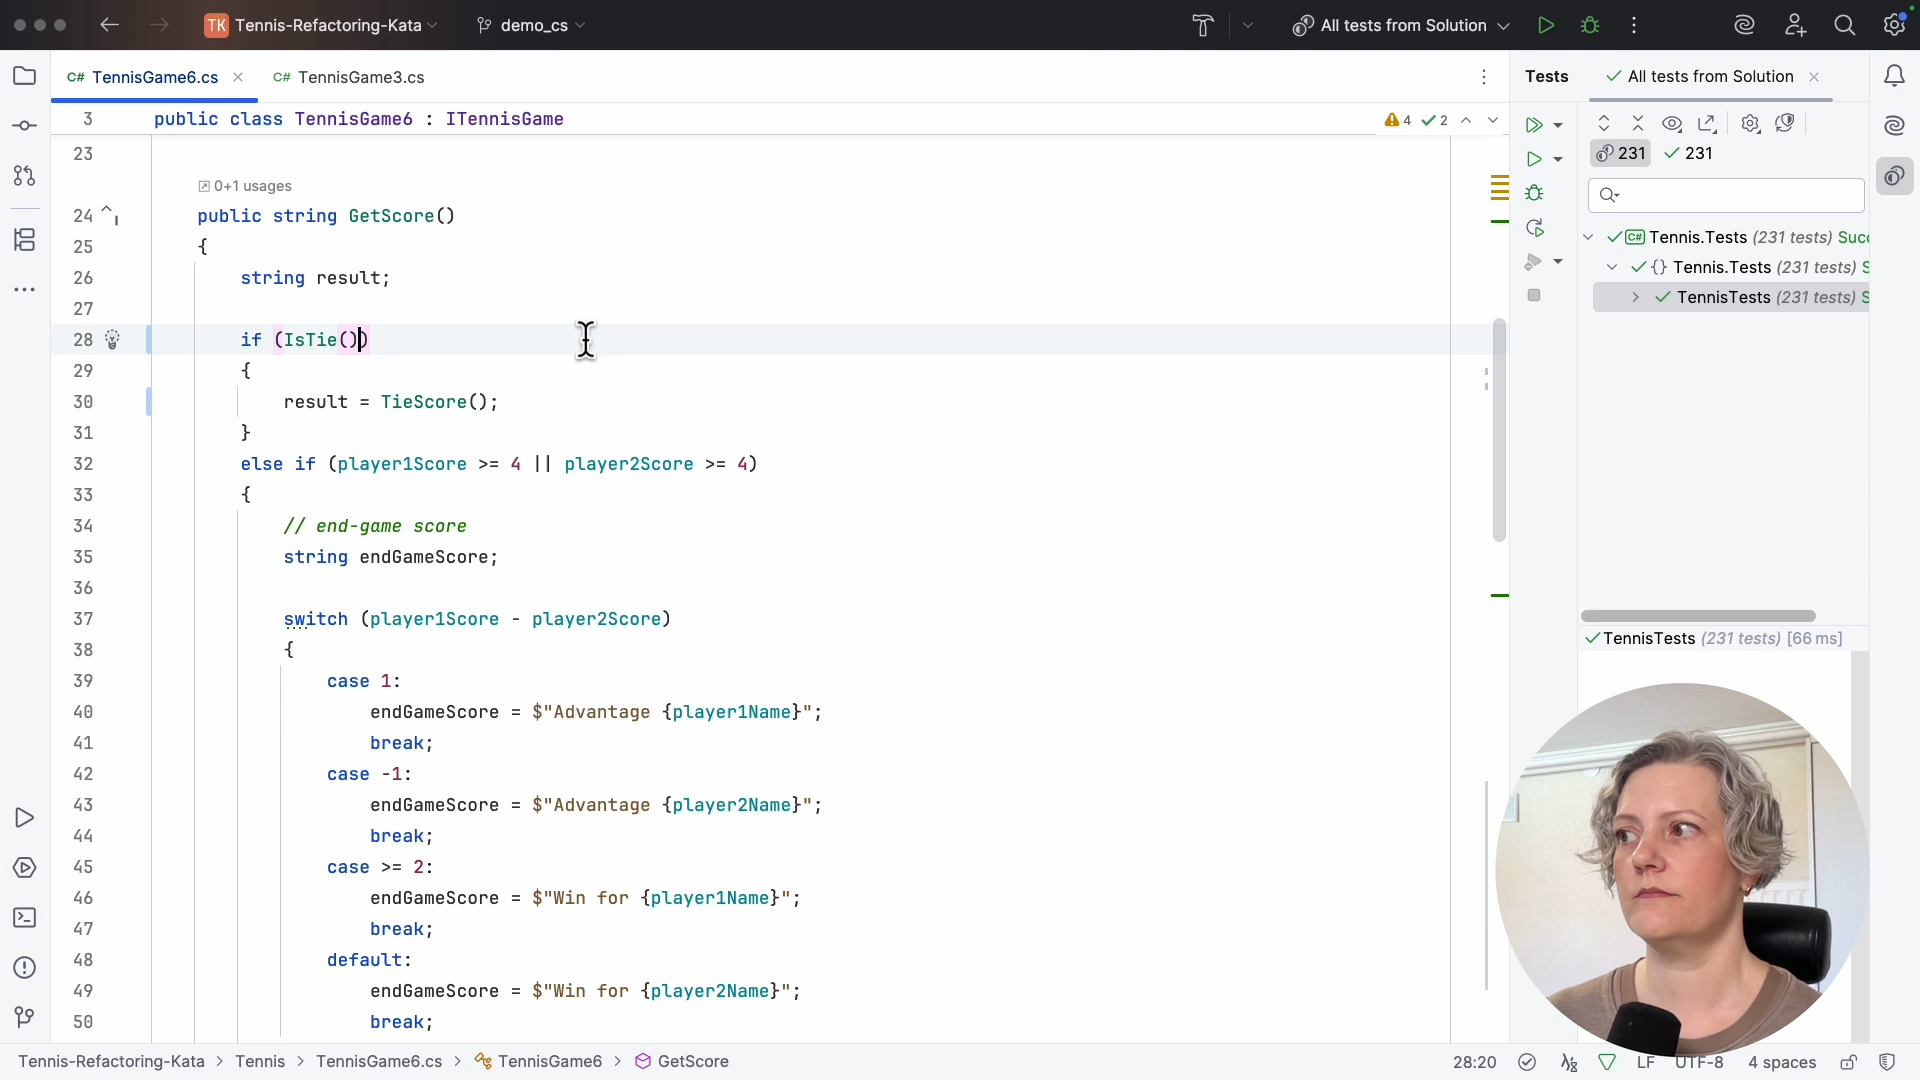 TK Tennis-Refactoring-Kata
demo_cs
All tests from Solution
C# TennisGame6.cs
C# TennisGame3.cs
Tests
All tests from Solution
3 public class TennisGame6 : ITennisGame
4 2
231 231
23
0+1 usages
24 public string GetScore()
25 {
26 string result;
27
28 if (IsTie())
29 {
30 result = TieScore();
31 }
32 else if (player1Score >= 4 || player2Score >= 4)
33 {
34 // end-game score
35 string endGameScore;
36
37 switch (player1Score - player2Score)
38 {
39 case 1:
40 endGameScore = $"Advantage {player1Name}";
41 break;
42 case -1:
43 endGameScore = $"Advantage {player2Name}";
44 break;
45 case >= 2:
46 endGameScore = $"Win for {player1Name}";
47 break;
48 default:
49 endGameScore = $"Win for {player2Name}";
50 break;
C# Tennis.Tests (231 tests) Succ
{} Tennis.Tests (231 tests) S
TennisTests (231 tests) S
TennisTests (231 tests) [66 ms]
Tennis-Refactoring-Kata > Tennis > TennisGame6.cs > TennisGame6 > GetScore
28:20 LF UTF-8 4 spaces